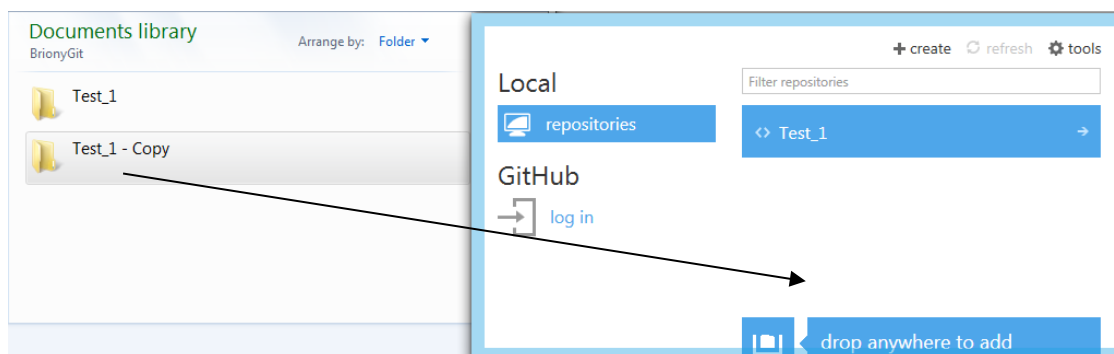 Documents library
BrionyGit
Arrange by: Folder
Test_1
Test_1 - Copy
create refresh tools
Local
Filter repositories
repositories
<> Test_1
GitHub
log in
drop anywhere to add